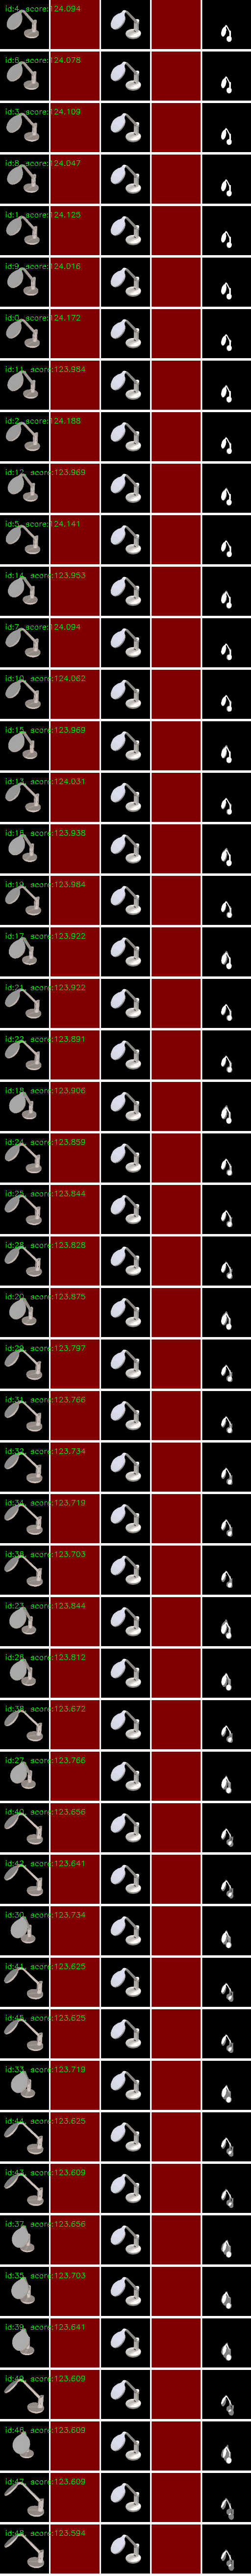 id:4, score:124.094
id:6, score:124.078
id:3, score:124.109
id:8, score:124.047
id:1, score:124.125
id:9, score:124.016
id:0, score:124.172
id:11, score:123.984
id:2, score:124.188
id:12, score:123.969
id:5, score:124.141
id:14, score:123.953
id:7, score:124.094
id:10, score:124.062
id:15, score:123.969
id:13, score:124.031
id:16, score:123.938
id:19, score:123.984
id:17, score:123.922
id:21, score:123.922
id:22, score:123.891
id:18, score:123.906
id:24, score:123.859
id:25, score:123.844
score:123.828
id:20, score:123.875
id:29, score:123.797
id:31, score:123.766
id:32, score:123.734
id:34, score:123.719
id:36, score:123.703
id:23, score:123.844
id:26, score:123.812
id:38, score:123.672
id:27, score:123.766
id:40, score:123.656
id:42, score:123.641
id:30, score:123.734
id:41, score:123.625
id:45, score:123.625
id:33, score:123.719
id:44, score:123.625
id:43, score:123.609
id:37, score:123.656
id:35, score:123.703
id:39, score:123.641
id:49, score:123.609
id:46, score:123.609
id:47, score:123.609
id:48, score:123.594